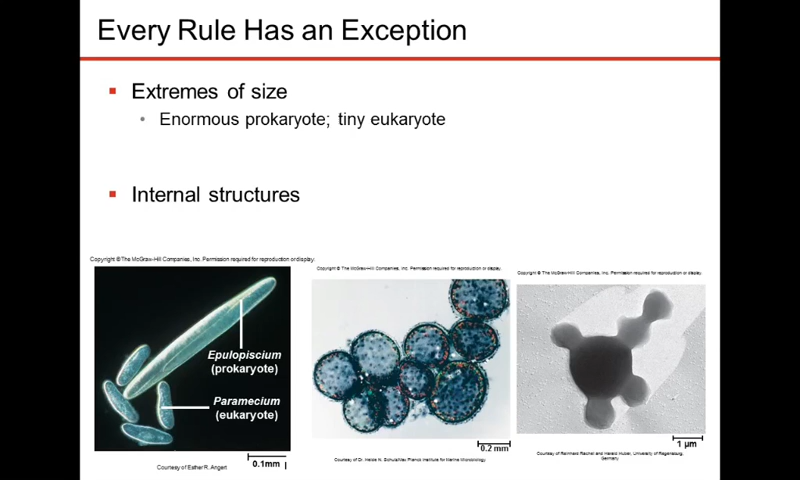 Every Rule Has an Exception
Extremes of size
Enormous prokaryote; tiny eukaryote
Internal structures
Copyright © The McGraw-Hill Companies, Inc. Permission required for reproduction or display.
Epulopiscium
(prokaryote)
Paramecium
(eukaryote)
0.1mm
Courtesy of Esther R. Angert
Copyright © The McGraw-Hill Companies, Inc. Permission required for reproduction or display.
0.2 mm
Courtesy of Dr. Heide N. Schulz/Max Planck Institute for Marine Microbiology
Copyright © The McGraw-Hill Companies, Inc. Permission required for reproduction or display.
1 µm
Courtesy of Reinhard Rachel and Harald Huber, University of Regensburg,
Germany